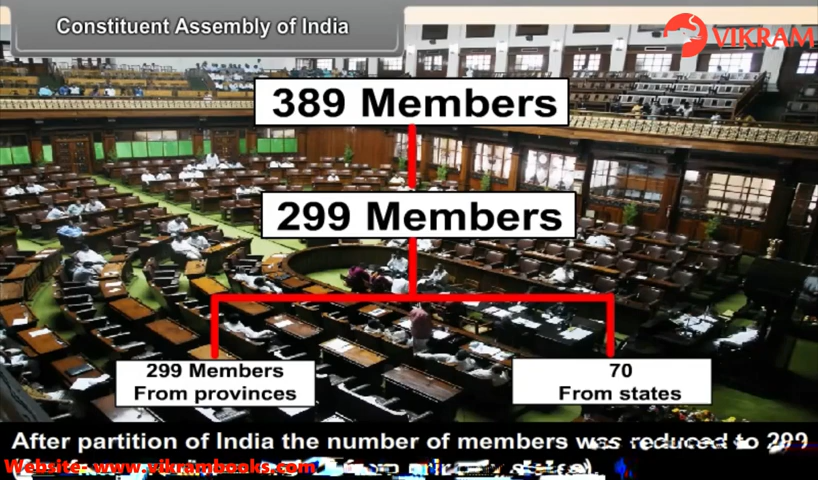 Constituent Assembly of India
VIKRAM
389 Members
299 Members
299 Members
From provinces
70
From states
After partition of India the number of members was reduced to 299
Website: www.vikrambooks.com